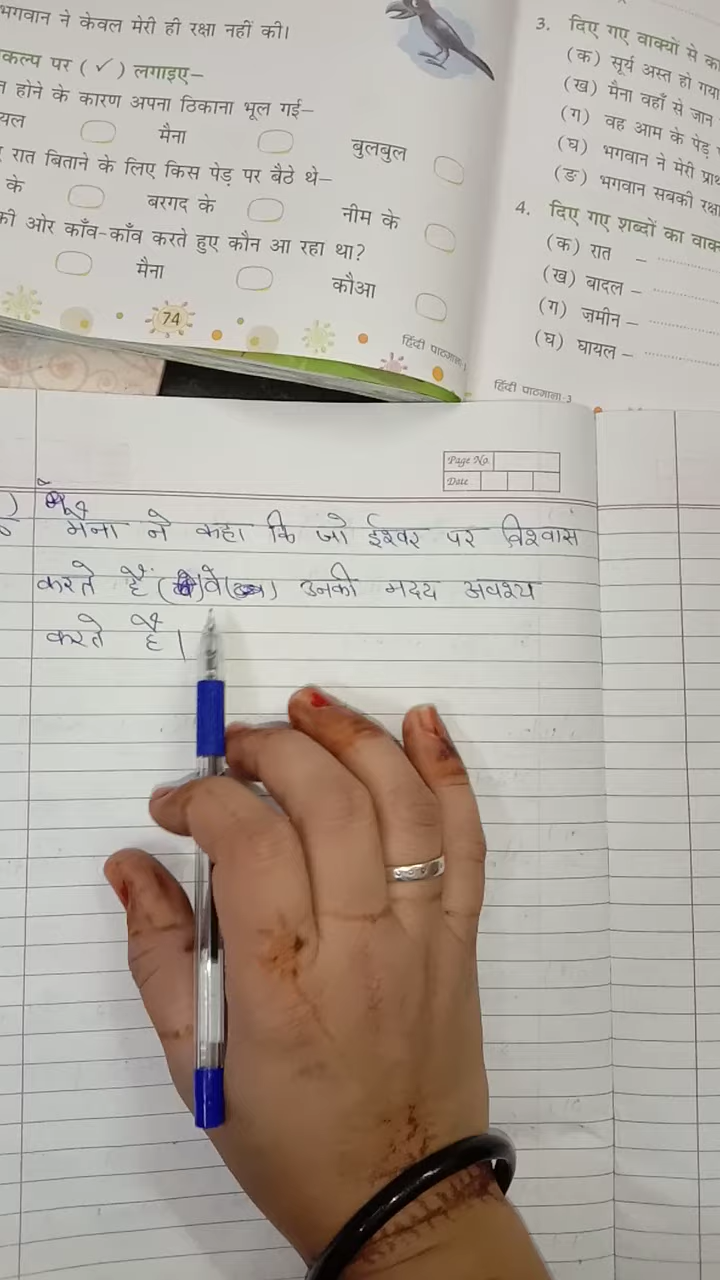 भगवान ने केवल मेरी ही रक्षा नहीं की।
पर ( ✓ ) लगाइए–
होने के कारण अपना ठिकाना भूल गई–
मैना
बुलबुल
रात बिताने के लिए किस पेड़ पर बैठे थे–
के
बरगद के
नीम के
की ओर काँव-काँव करते हुए कौन आ रहा था?
मैना
कौआ
74
हिंदी पाठमाला
3. दिए गए वाक्यों से
(क) सूर्य अस्त हो गया
(ख) मैना वहाँ से जान
(ग) वह आम के पेड़
(घ) भगवान ने मेरी
(ङ) भगवान सबकी रक्षा
4. दिए गए शब्दों का
(क) रात –
(ख) बादल –
(ग) ज़मीन –
(घ) घायल –
हिंदी पाठमाला-3
Page No.
Date
मैना ने कहा कि जो ईश्वर पर विश्वास
करते हैं वे उनकी मदद अवश्य
करते है।